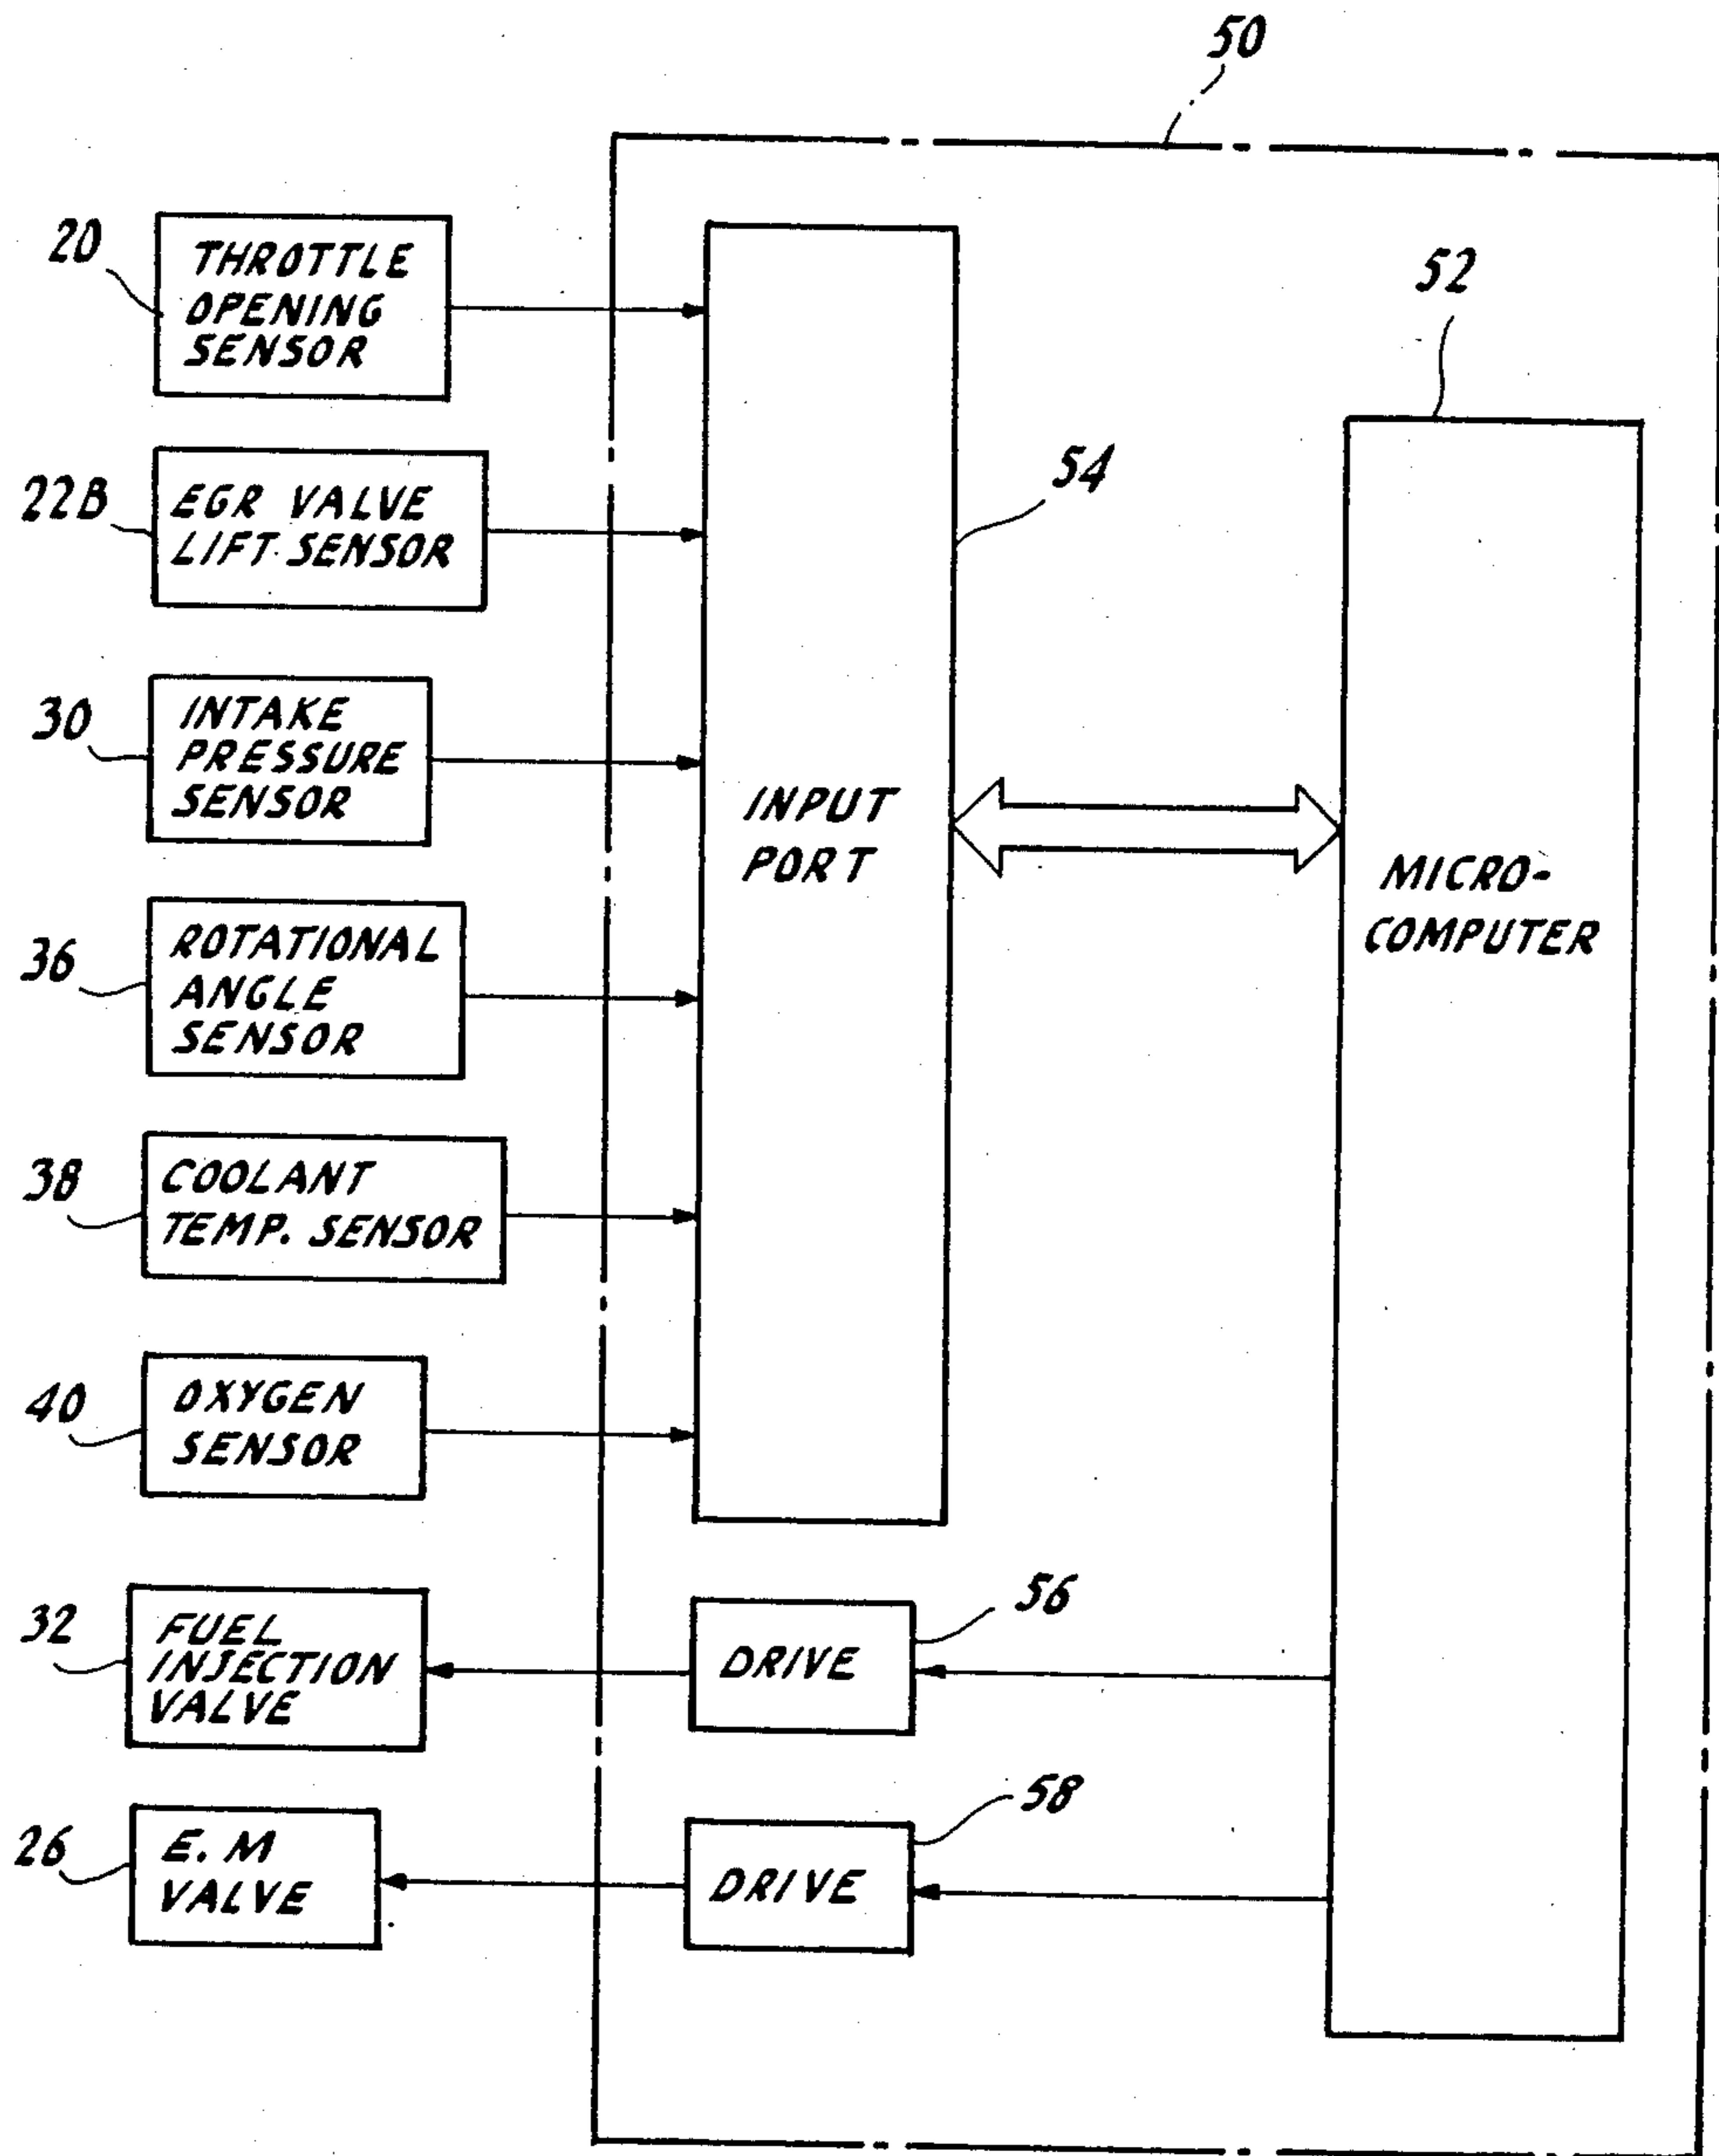 50
20
THROTTLE
OPENING
SENSOR
52
22B
EGR VALVE
LIFT SENSOR
54
30
INTAKE
PRESSURE
SENSOR
INPUT
PORT
MICRO-
COMPUTER
36
ROTATIONAL
ANGLE
SENSOR
38
COOLANT
TEMP. SENSOR
40
OXYGEN
SENSOR
32
FUEL
INJECTION
VALVE
DRIVE
56
26
E.M
VALVE
DRIVE
58